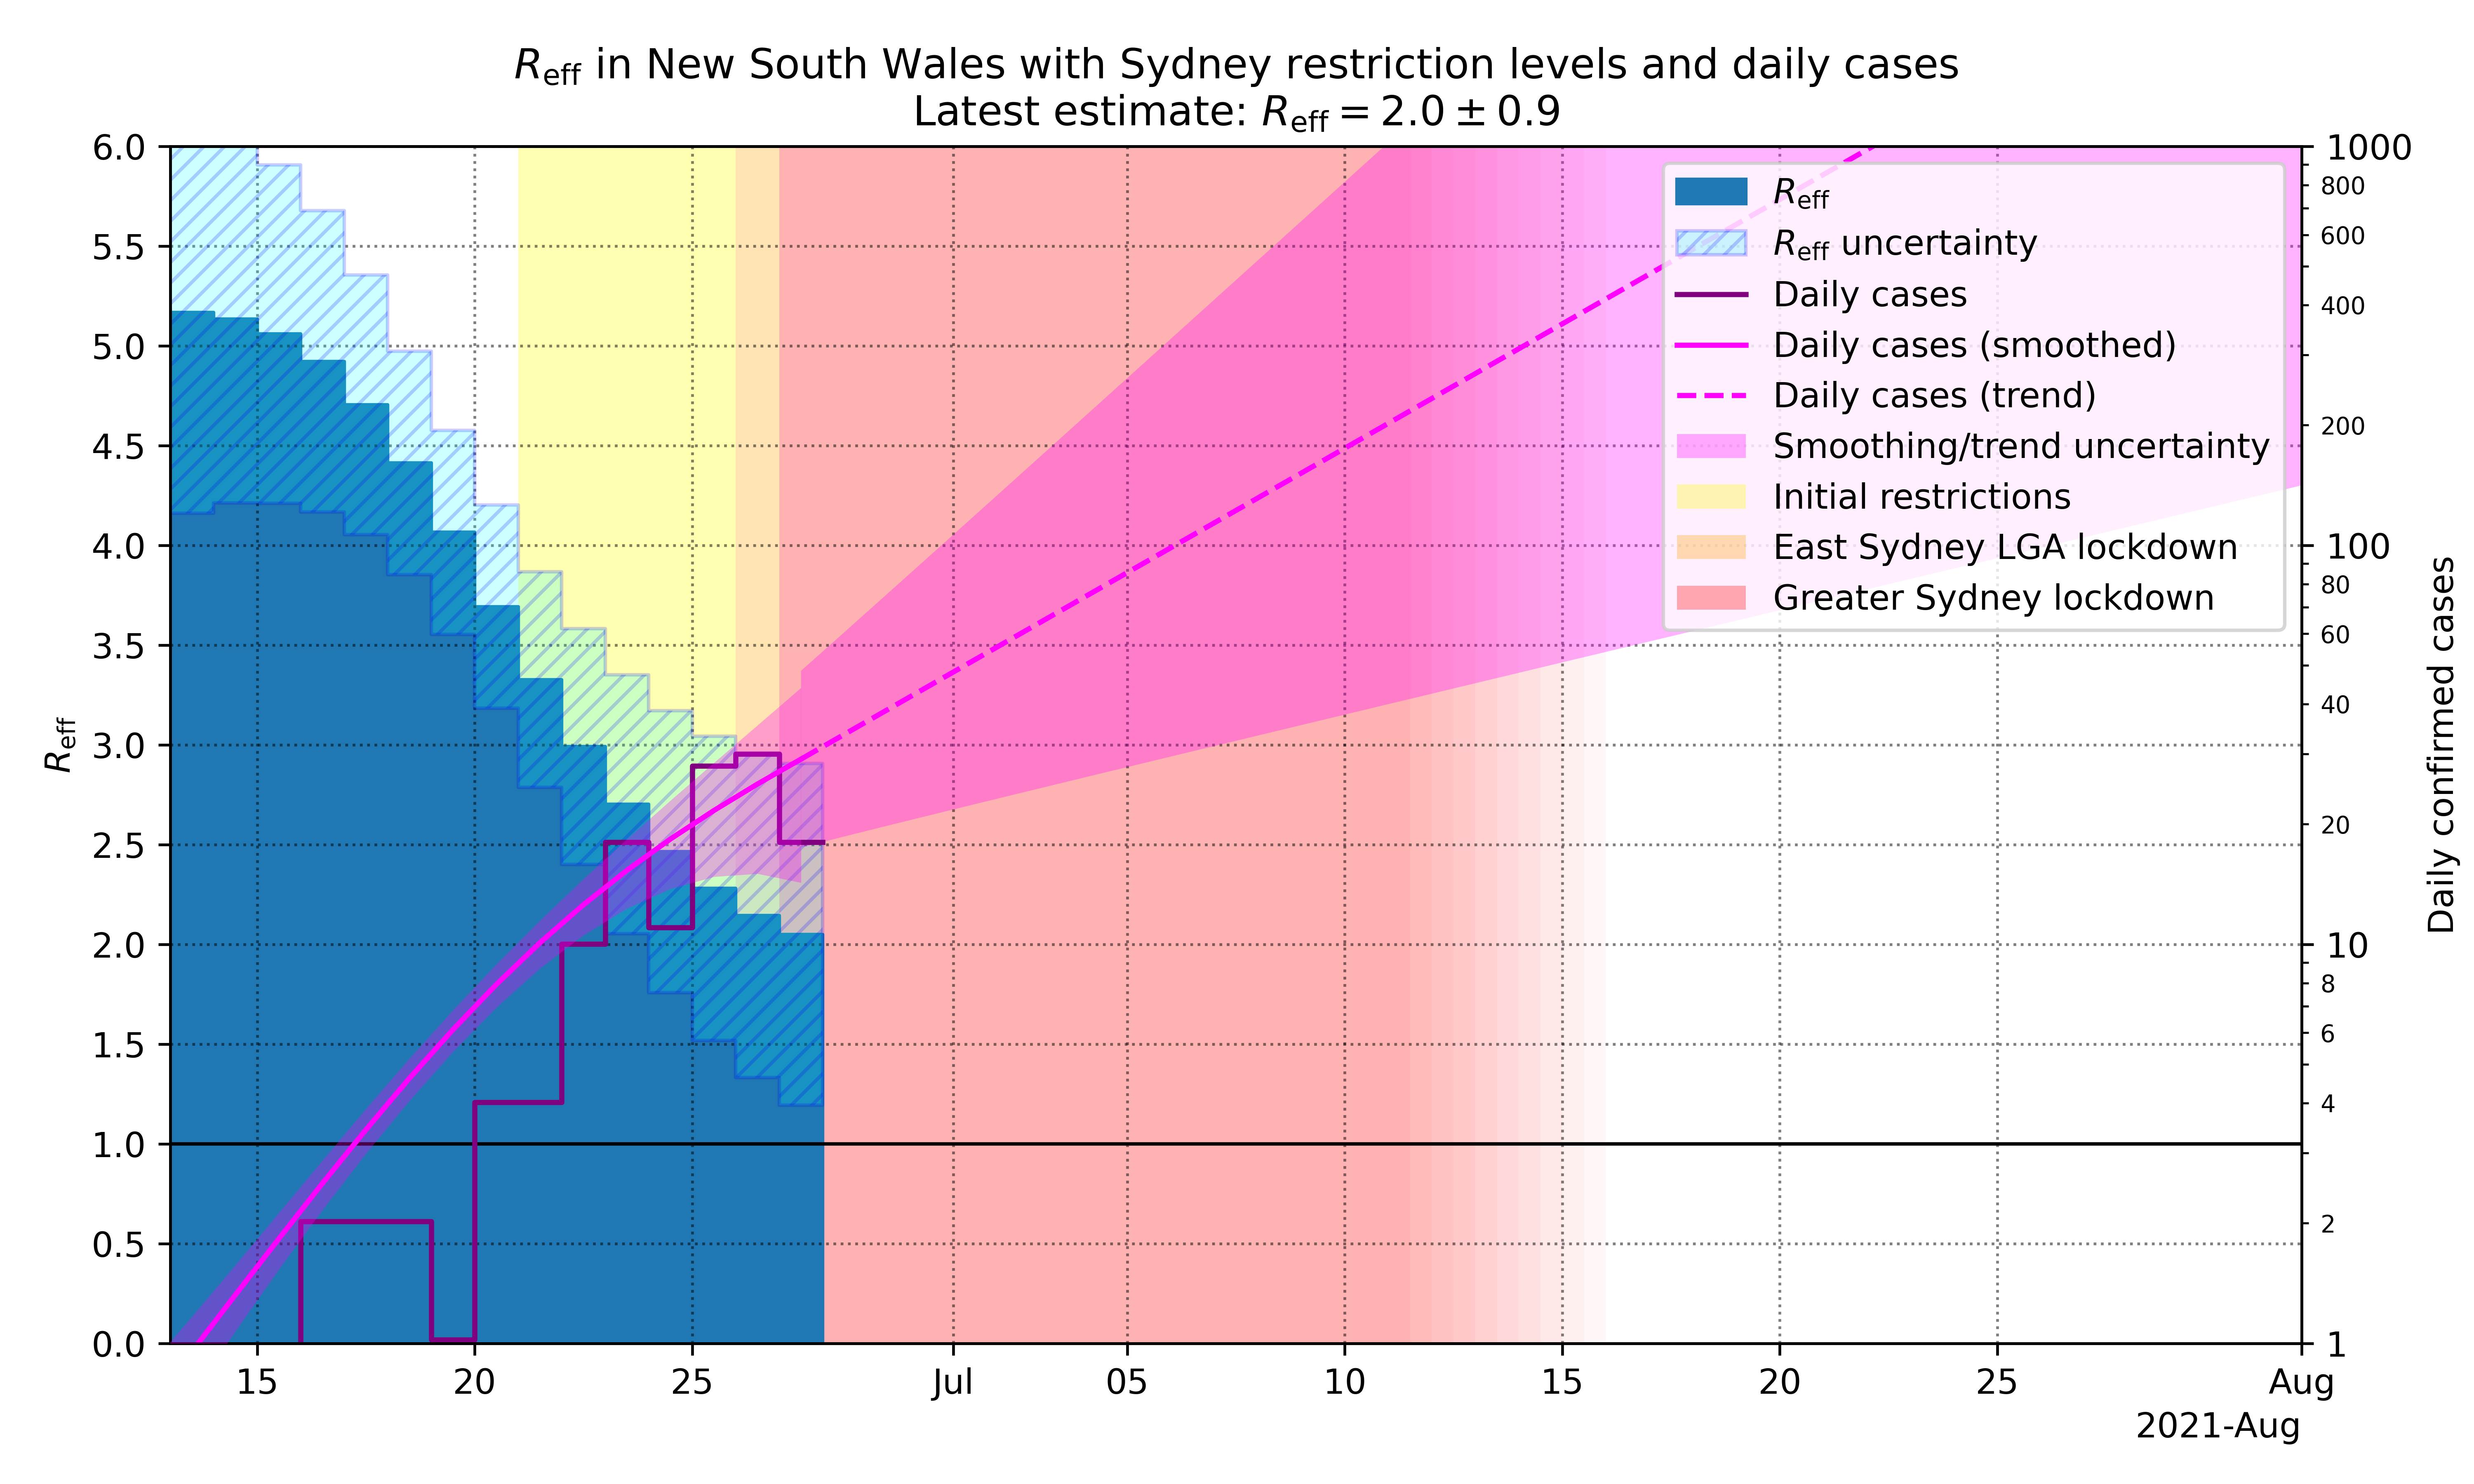 R_eff in New South Wales with Sydney restriction levels and daily cases
Latest estimate: R_eff = 2.0 ± 0.9
6.0
5.5
5.0
4.5
4.0
3.5
3.0
2.5
2.0
1.5
1.0
0.5
0.0
R_eff
R_eff
R_eff uncertainty
Daily cases
Daily cases (smoothed)
Daily cases (trend)
Smoothing/trend uncertainty
Initial restrictions
East Sydney LGA lockdown
Greater Sydney lockdown
1000
800
600
400
200
100
80
60
40
20
10
8
6
4
2
1
Daily confirmed cases
15 20 25 Jul 05 10 15 20 25 Aug
2021-Aug